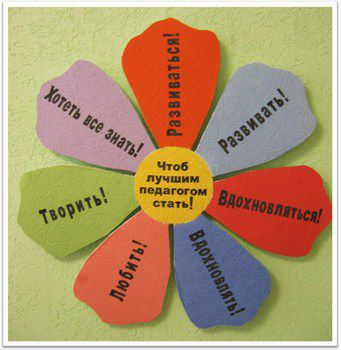 Чтоб
лучшим
педагогом
стать!
Развиваться!
Развивать!
Вдохновляться!
Вдохновлять!
Любить!
Творить!
Хотеть все знать!